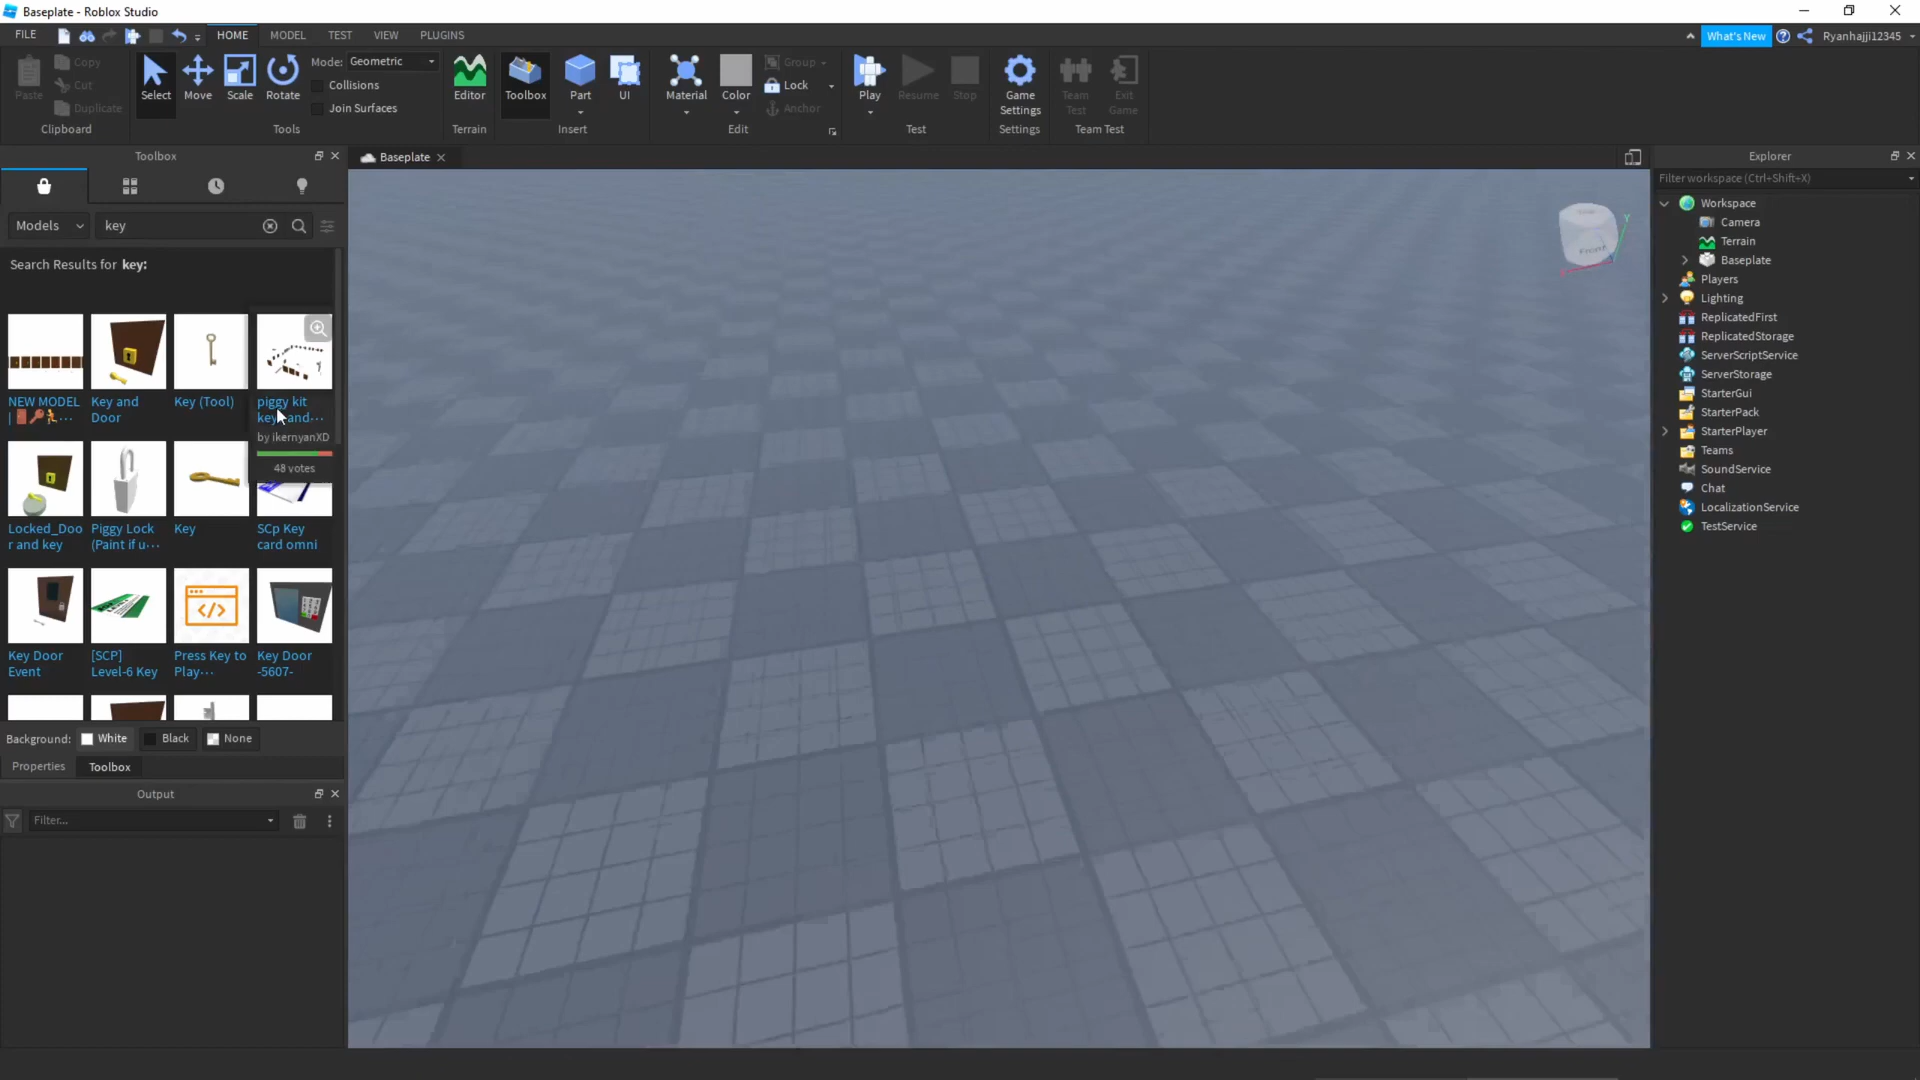 Baseplate - Roblox Studio
FILE
HOME
MODEL
TEST
VIEW
PLUGINS
What's New
Ryanhajji12345
Paste
Copy
Cut
Duplicate
Clipboard
Select
Move
Scale
Rotate
Mode: Geometric
Collisions
Join Surfaces
Tools
Editor
Terrain
Toolbox
Part
UI
Insert
Material
Color
Group
Lock
Anchor
Edit
Play
Resume
Stop
Test
Game
Settings
Settings
Team
Test
Exit
Game
Team Test
Toolbox
Models
key
Search Results for key:
NEW MODEL
|
Key and
Door
Key (Tool)
piggy kit
key and...
by ikernyanXD
48 votes
Locked_Doo
r and key
Piggy Lock
(Paint if u...
Key
SCp Key
card omni
Key Door
Event
[SCP]
Level-6 Key
Press Key to
Play...
Key Door
-5607-
Background: White Black None
Properties
Toolbox
Output
Filter...
Baseplate
Front
Y
Explorer
Filter workspace (Ctrl+Shift+X)
Workspace
Camera
Terrain
Baseplate
Players
Lighting
ReplicatedFirst
ReplicatedStorage
ServerScriptService
ServerStorage
StarterGui
StarterPack
StarterPlayer
Teams
SoundService
Chat
LocalizationService
TestService